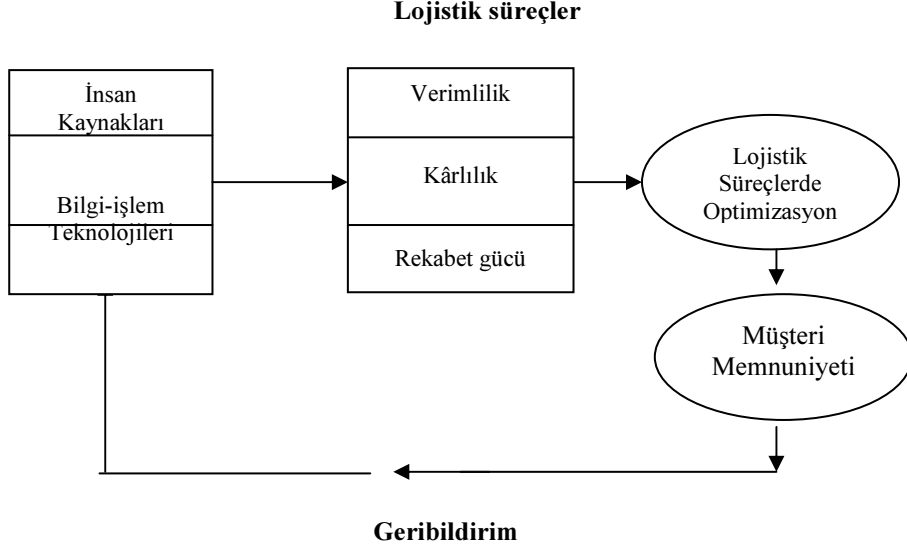 Lojistik süreçler
İnsan
Kaynakları
Bilgi-işlem
Teknolojileri
Verimlilik
Kârlılık
Rekabet gücü
Lojistik
Süreçlerde
Optimizasyon
Müşteri
Memnuniyeti
Geribildirim